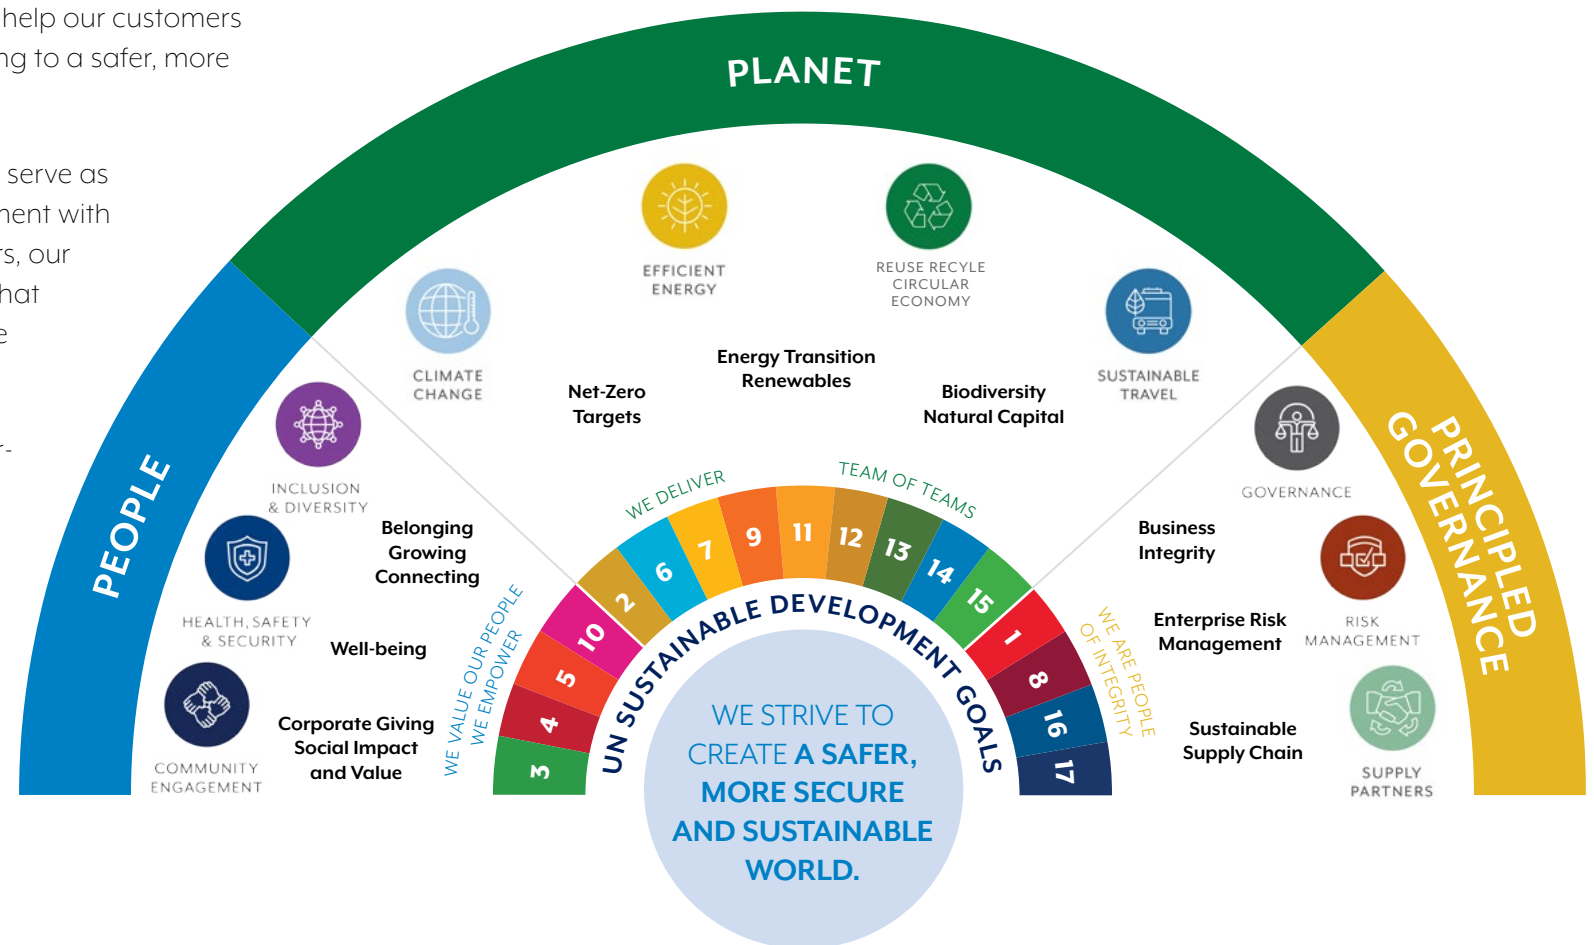 help our customers
ng to a safer, more
serve as
ment with
rs, our
hat
e
r-
PLANET
PEOPLE
PRINCIPLED
GOVERNANCE
EFFICIENT
ENERGY
REUSE RECYLE
CIRCULAR
ECONOMY
CLIMATE
CHANGE
SUSTAINABLE
TRAVEL
Net-Zero
Targets
Energy Transition
Renewables
Biodiversity
Natural Capital
INCLUSION
& DIVERSITY
HEALTH, SAFETY
& SECURITY
COMMUNITY
ENGAGEMENT
Belonging
Growing
Connecting
Well-being
Corporate Giving
Social Impact
and Value
GOVERNANCE
RISK
MANAGEMENT
SUPPLY
PARTNERS
Business
Integrity
Enterprise Risk
Management
Sustainable
Supply Chain
WE VALUE OUR PEOPLE
WE EMPOWER
WE DELIVER
TEAM OF TEAMS
WE ARE PEOPLE
OF INTEGRITY
3
4
5
10
2
6
7
9
11
12
13
14
15
1
8
16
17
UN SUSTAINABLE DEVELOPMENT GOALS
WE STRIVE TO
CREATE A SAFER,
MORE SECURE
AND SUSTAINABLE
WORLD.